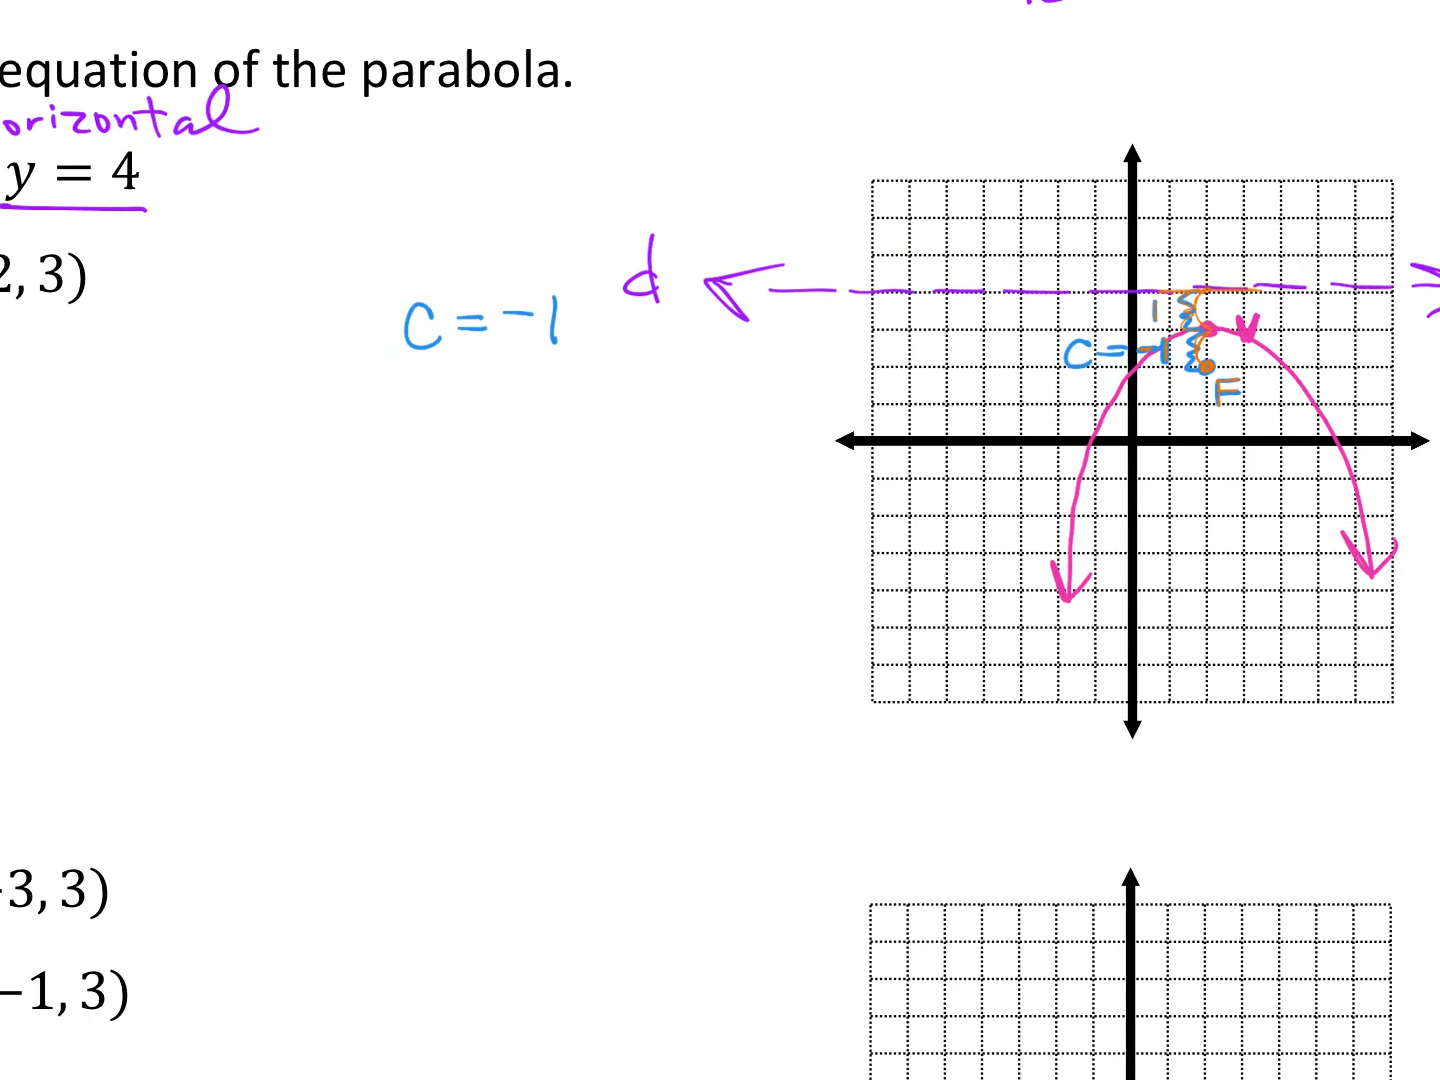 equation of the parabola.
orizontal
y = 4
2, 3)
d
c = -1
1
c = -1
F
-3, 3)
−1, 3)